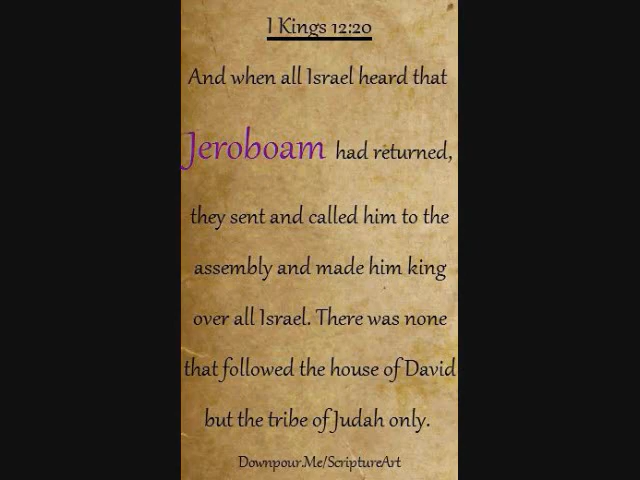 I Kings 12:20
And when all Israel heard that
Jeroboam had returned,
they sent and called him to the
assembly and made him king
over all Israel. There was none
that followed the house of David
but the tribe of Judah only.
Downpour.Me/ScriptureArt